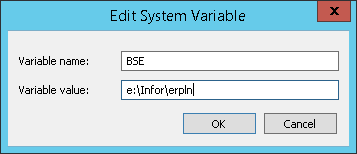 Edit System Variable
Variable name: BSE
Variable value: e:\Infor\erpln
OK Cancel